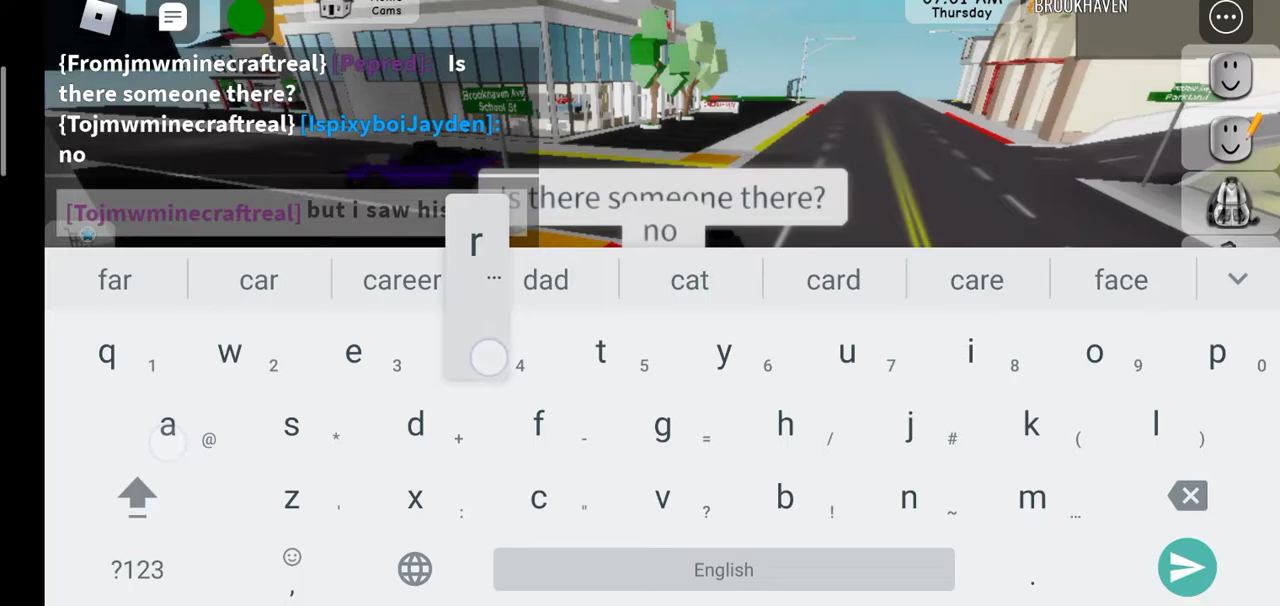 Cams
Thursday
BROOKHAVEN
{Fromjmwminecraftreal} [Pepred]: Is
there someone there?
{Tojmwminecraftreal} [IspixyboiJayden]:
no
Brookhaven Ave
School St
Parkland
[Tojmwminecraftreal] but i saw his
there someone there?
no
r
...
far car career dad cat card care face
q 1 w e 2 3 4 t 5 y 6 u 7 i 8 o 9 p 0
a @ s * d + f - g = h / j # k ( l )
z ' x : c " v ? b ! n ~ m ...
?123 , English .